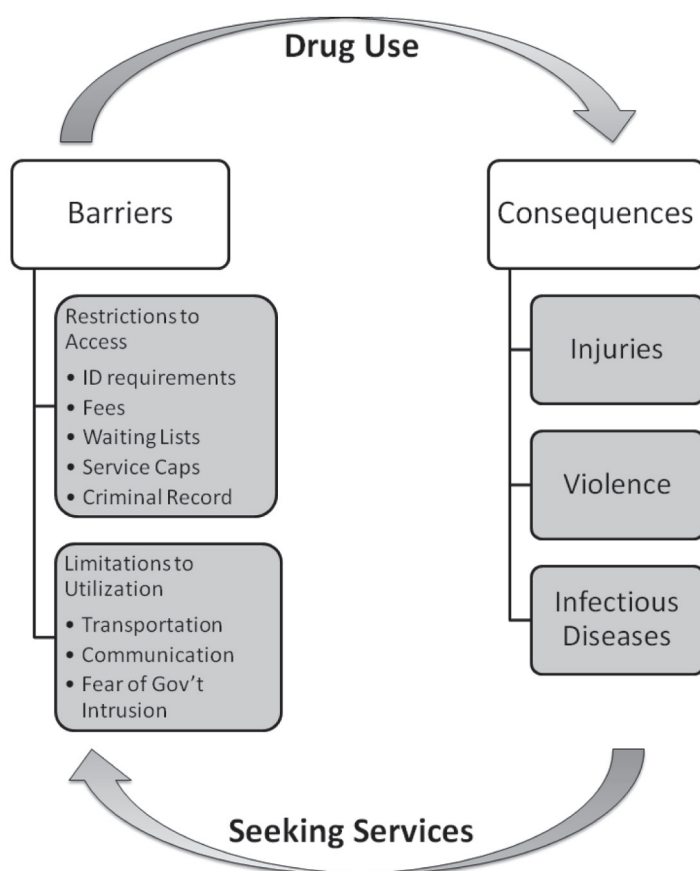 Drug Use
Barriers
Restrictions to
Access
• ID requirements
• Fees
• Waiting Lists
• Service Caps
• Criminal Record
Limitations to
Utilization
• Transportation
• Communication
• Fear of Gov't
Intrusion
Consequences
Injuries
Violence
Infectious
Diseases
Seeking Services